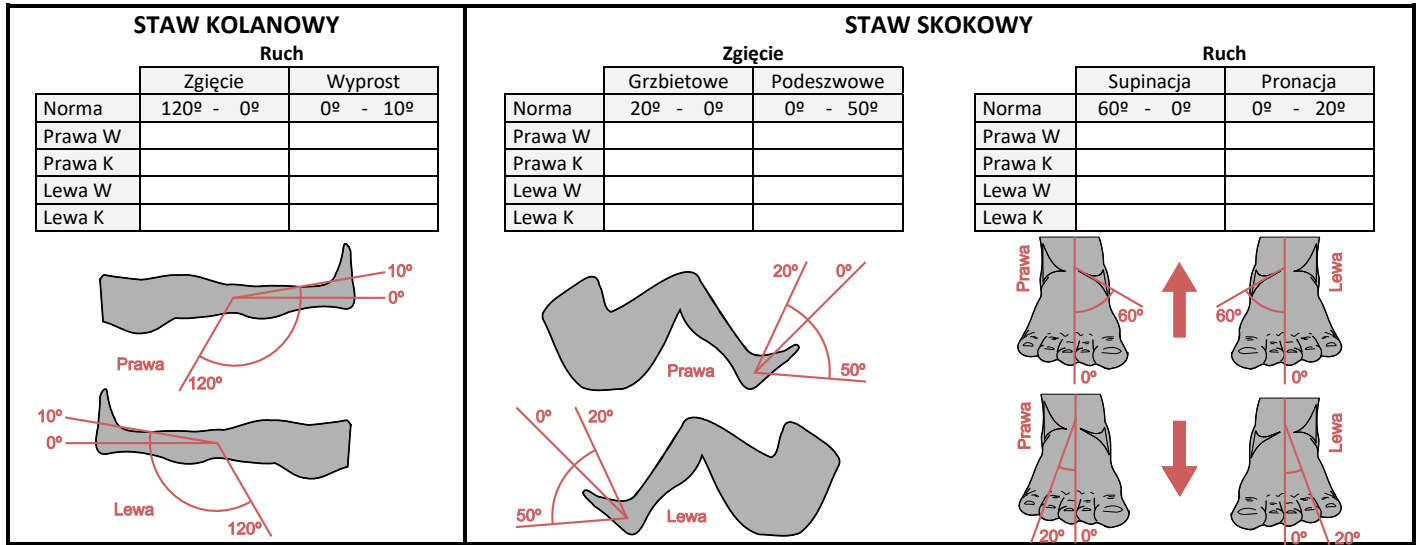 STAW KOLANOWY
Ruch
Zgięcie Wyprost
Norma 120º - 0º 0º - 10º
Prawa W
Prawa K
Lewa W
Lewa K
10º
0º
Prawa
120º
10º
0º
Lewa
120º
STAW SKOKOWY
Zgięcie
Grzbietowe Podeszwowe
Norma 20º - 0º 0º - 50º
Prawa W
Prawa K
Lewa W
Lewa K
20º 0º
Prawa 50º
0º 20º
50º Lewa
Ruch
Supinacja Pronacja
Norma 60º - 0º 0º - 20º
Prawa W
Prawa K
Lewa W
Lewa K
Prawa Lewa
60º 60º
0º 0º
Prawa Lewa
20º 0º 0º 20º